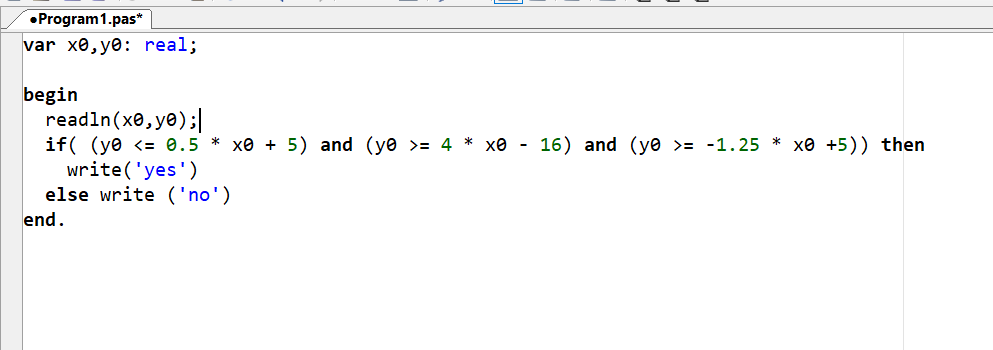 •Program1.pas*
var x0,y0: real;
begin
readln(x0,y0);
if( (y0 <= 0.5 * x0 + 5) and (y0 >= 4 * x0 - 16) and (y0 >= -1.25 * x0 +5)) then
write('yes')
else write ('no')
end.